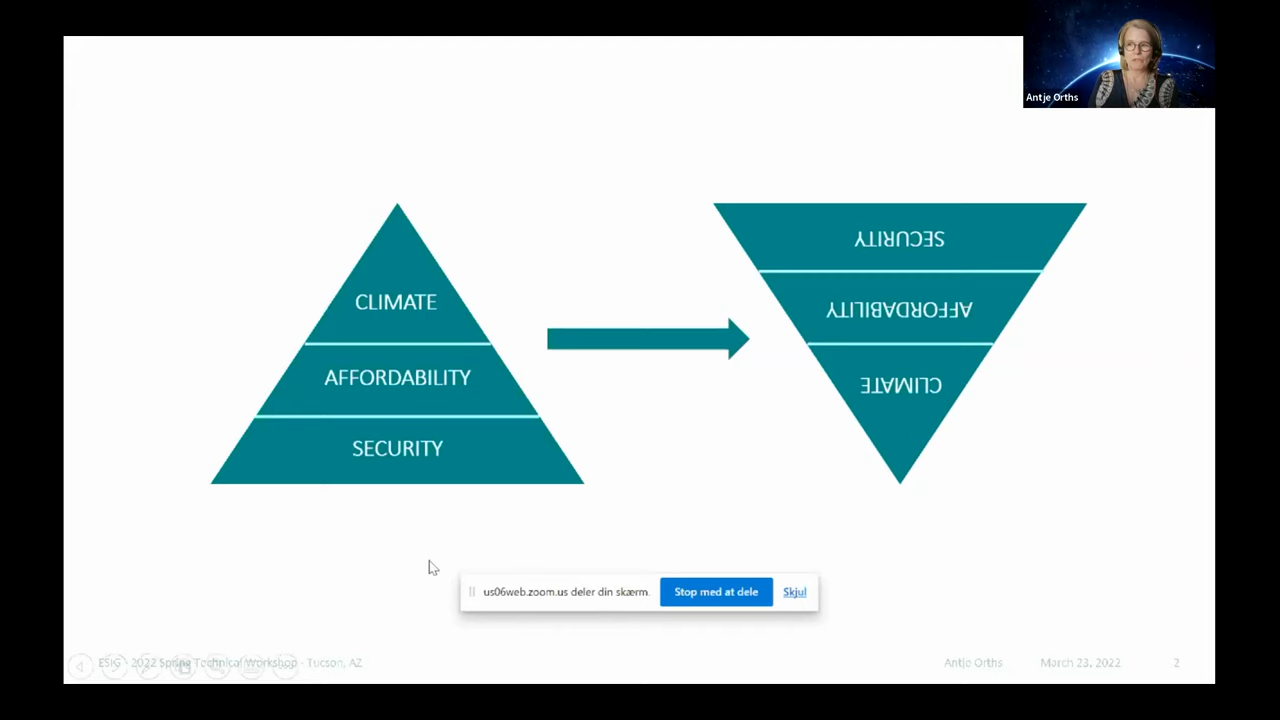 Antje Orths
CLIMATE
AFFORDABILITY
SECURITY
SECURITY
AFFORDABILITY
CLIMATE
us06web.zoom.us deler din skærm.
Stop med at dele
Skjul
ESIG - 2022 Spring Technical Workshop - Tucson, AZ
Antje Orths
March 23, 2022
2